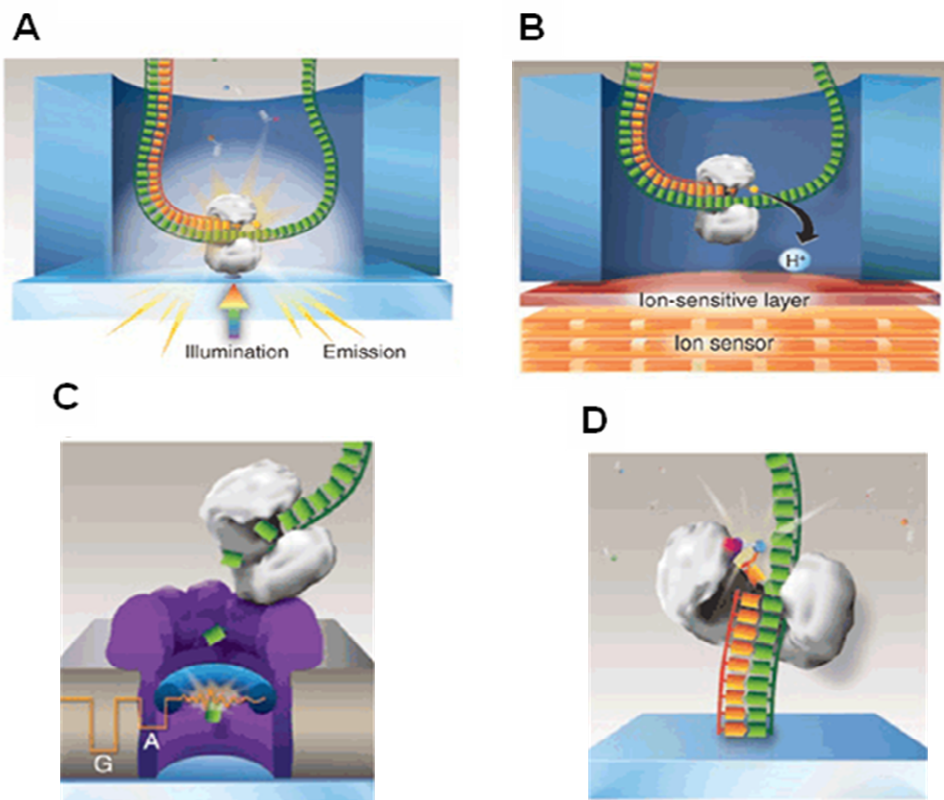 A
B
Illumination Emission
H⁺
Ion-sensitive layer
Ion sensor
C
D
G
A